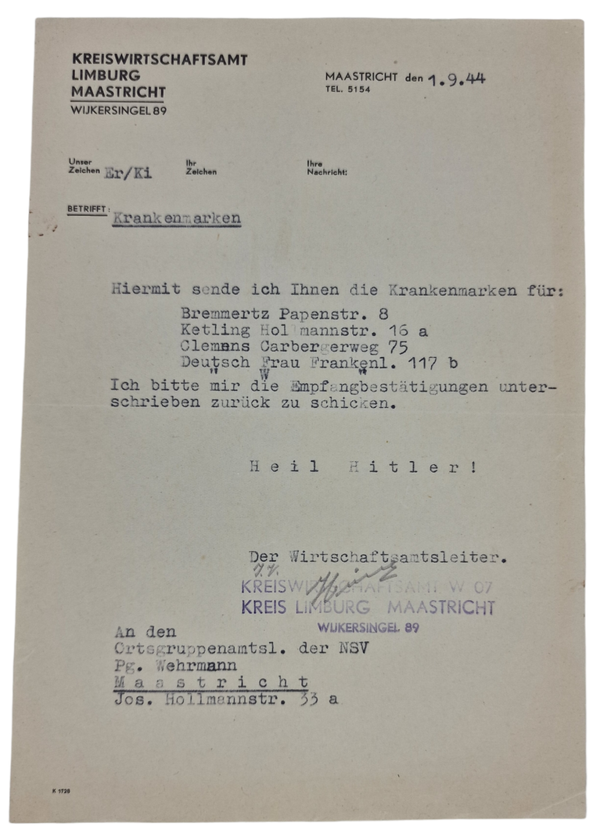 KREISWIRTSCHAFTSAMT
LIMBURG
MAASTRICHT
WIJKERSINGEL 89
MAASTRICHT den 1.9.44
TEL. 5154
Unser
Zeichen Er/Ki
Ihr
Zeichen
Ihre
Nachricht:
BETRIFFT: Krankenmarken
Hiermit sende ich Ihnen die Krankenmarken für:
Bremmertz Papenstr. 8
Ketling Hollmannstr. 16 a
Clemens Carbergerweg 75
Deutsch Frau Frankenl. 117 b
" W "
Ich bitte mir die Empfangbestätigungen unter-
schrieben zurück zu schicken.
Heil Hitler!
Der Wirtschaftsamtsleiter.
KREISWIRTSCHAFTSAMT W 07
KREIS LIMBURG MAASTRICHT
WIJKERSINGEL 89
An den
Ortsgruppenamtsl. der NSV
Pg. Wehrmann
Maastricht
Jos. Hollmannstr. 33 a
K 1739